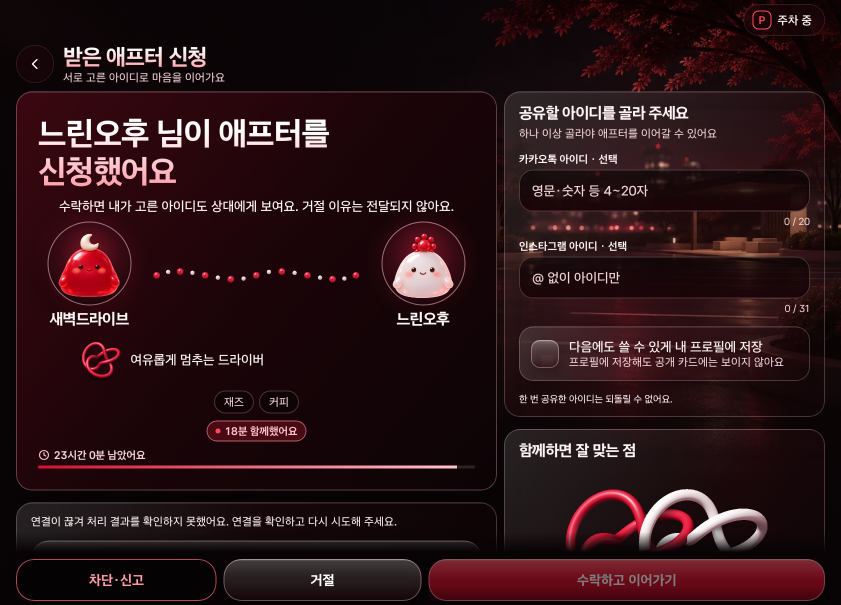 P 주차 중
받은 애프터 신청
서로 고른 아이디로 마음을 이어가요
느린오후 님이 애프터를
신청했어요
수락하면 내가 고른 아이디도 상대에게 보여요. 거절 이유는 전달되지 않아요.
새벽드라이브
느린오후
여유롭게 멈추는 드라이버
재즈
커피
18분 함께했어요
23시간 0분 남았어요
연결이 끊겨 처리 결과를 확인하지 못했어요. 연결을 확인하고 다시 시도해 주세요.
공유할 아이디를 골라 주세요
하나 이상 골라야 애프터를 이어갈 수 있어요
카카오톡 아이디 · 선택
영문·숫자 등 4~20자
0 / 20
인스타그램 아이디 · 선택
@ 없이 아이디만
0 / 31
다음에도 쓸 수 있게 내 프로필에 저장
프로필에 저장해도 공개 카드에는 보이지 않아요
한 번 공유한 아이디는 되돌릴 수 없어요.
함께하면 잘 맞는 점
차단·신고
거절
수락하고 이어가기